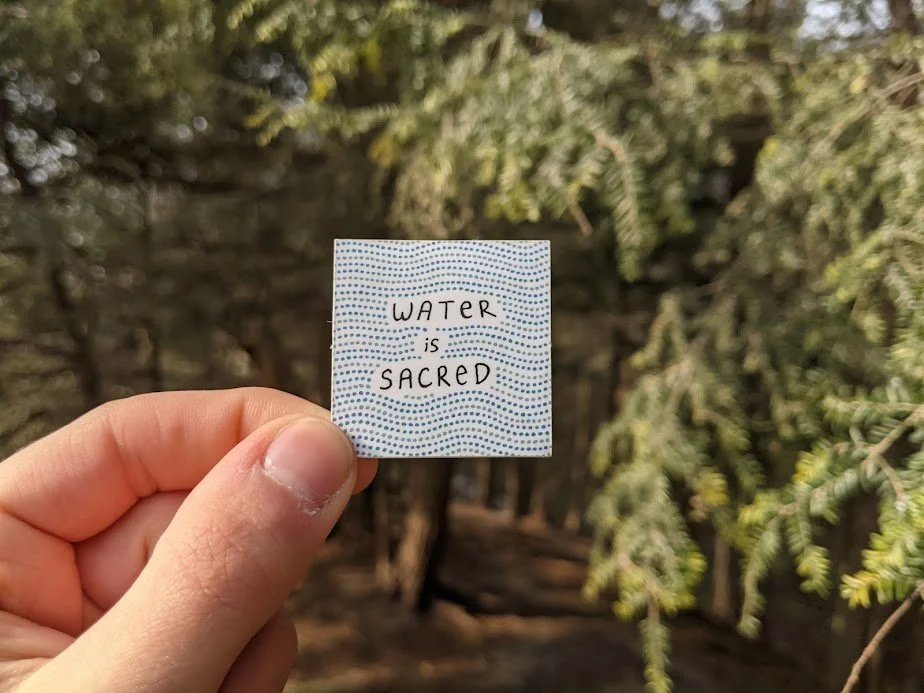 WATER
is
SACRED